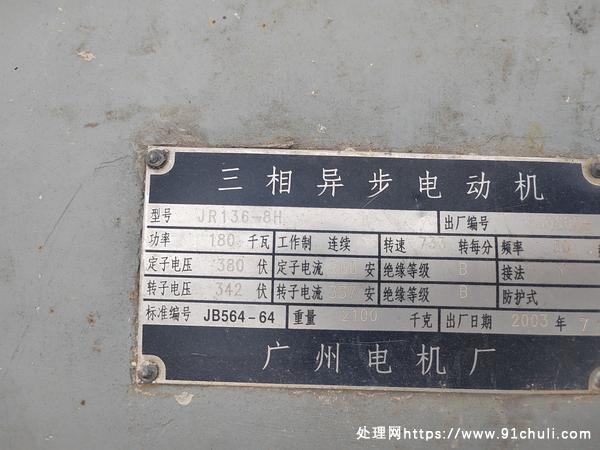 三相异步电动机
型号 JR136-8H 出厂编号
功率 180 千瓦 工作制 连续 转速 733 转每分 频率
定子电压 380 伏 定子电流 安 绝缘等级 B 接法 Y
转子电压 342 伏 转子电流 安 绝缘等级 B 防护式
标准编号 JB564-64 重量 2100 千克 出厂日期 2003 年 7
广州电机厂
处理网https://www.91chuli.com/